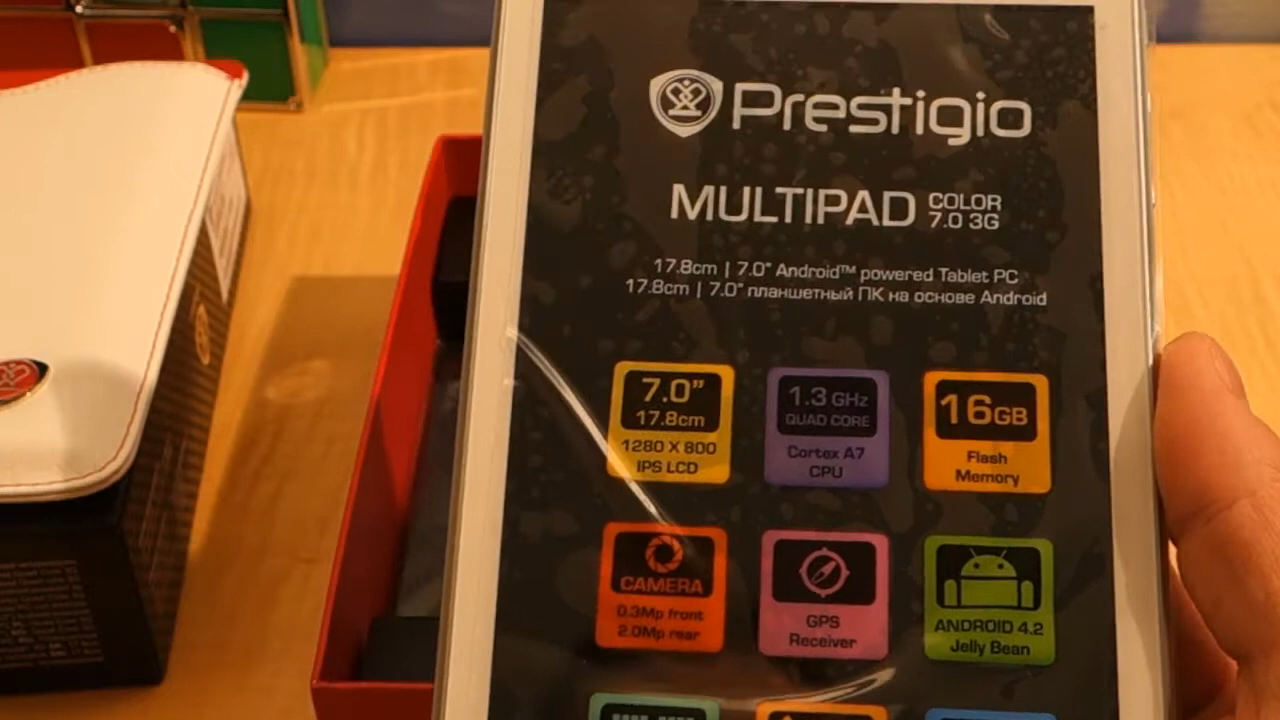 Prestigio
MULTIPAD COLOR
7.0 3G
17.8cm | 7.0" Android™ powered Tablet PC
17.8cm | 7.0" планшетный ПК на основе Android
7.0"
17.8cm
1280 X 800
IPS LCD
1.3 GHz
QUAD CORE
Cortex A7
CPU
16GB
Flash
Memory
CAMERA
0.3Mp front
2.0Mp rear
GPS
Receiver
ANDROID 4.2
Jelly Bean